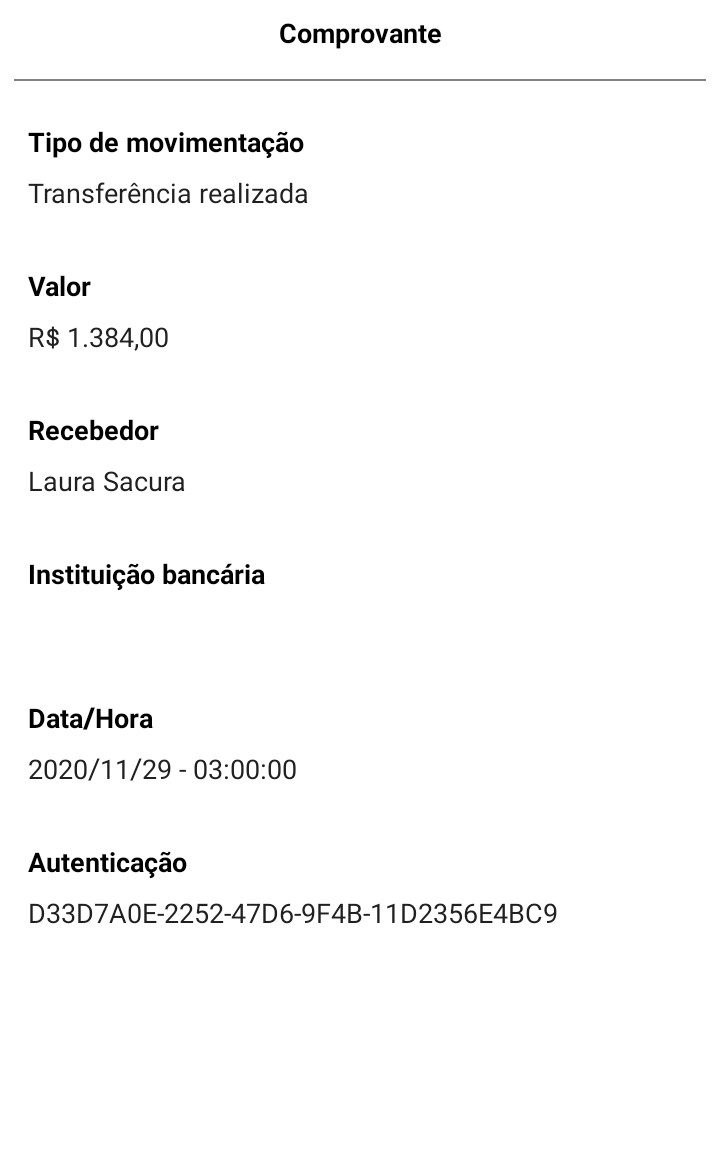 Comprovante
Tipo de movimentação
Transferência realizada
Valor
R$ 1.384,00
Recebedor
Laura Sacura
Instituição bancária
Data/Hora
2020/11/29 - 03:00:00
Autenticação
D33D7A0E-2252-47D6-9F4B-11D2356E4BC9